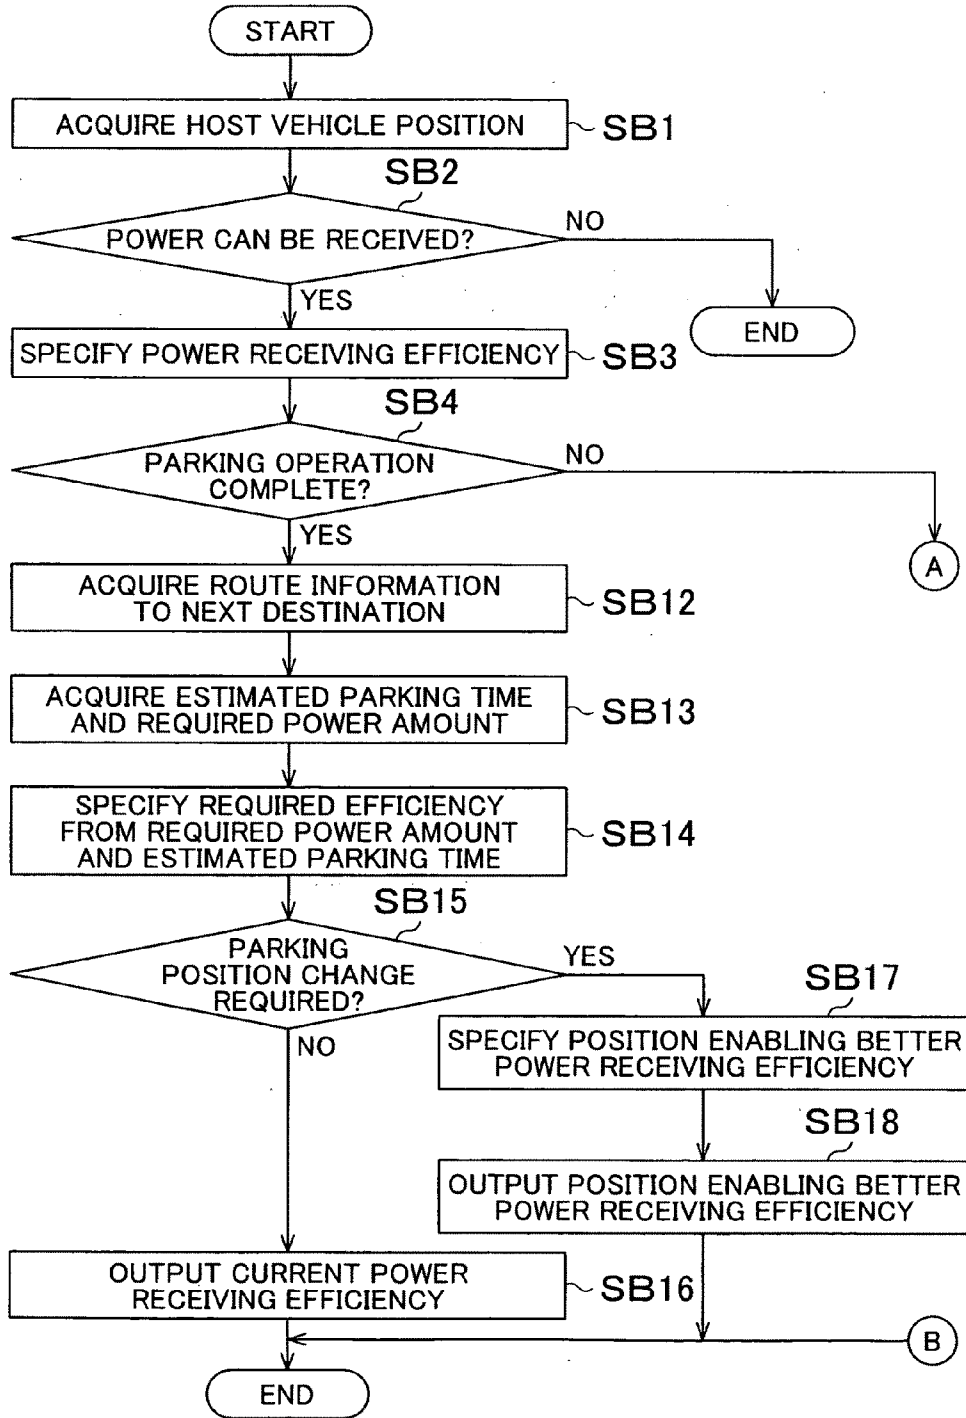 START
ACQUIRE HOST VEHICLE POSITION
SB1
SB2
POWER CAN BE RECEIVED?
NO
YES
END
SPECIFY POWER RECEIVING EFFICIENCY
SB3
SB4
PARKING OPERATION
COMPLETE?
NO
YES
A
ACQUIRE ROUTE INFORMATION
TO NEXT DESTINATION
SB12
ACQUIRE ESTIMATED PARKING TIME
AND REQUIRED POWER AMOUNT
SB13
SPECIFY REQUIRED EFFICIENCY
FROM REQUIRED POWER AMOUNT
AND ESTIMATED PARKING TIME
SB14
SB15
PARKING
POSITION CHANGE
REQUIRED?
YES
NO
SB17
SPECIFY POSITION ENABLING BETTER
POWER RECEIVING EFFICIENCY
SB18
OUTPUT POSITION ENABLING BETTER
POWER RECEIVING EFFICIENCY
OUTPUT CURRENT POWER
RECEIVING EFFICIENCY
SB16
B
END